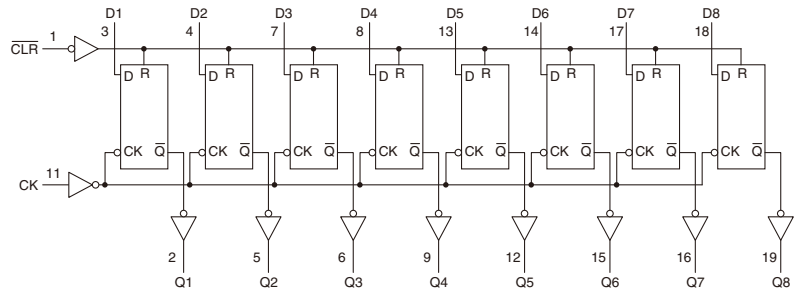 D1 D2 D3 D4 D5 D6 D7 D8
3 4 7 8 13 14 17 18
CLR 1
R R R R R R R R
D D D D D D D D
CK Q CK Q CK Q CK Q CK Q CK Q CK Q CK Q
CK 11
2 5 6 9 12 15 16 19
Q1 Q2 Q3 Q4 Q5 Q6 Q7 Q8